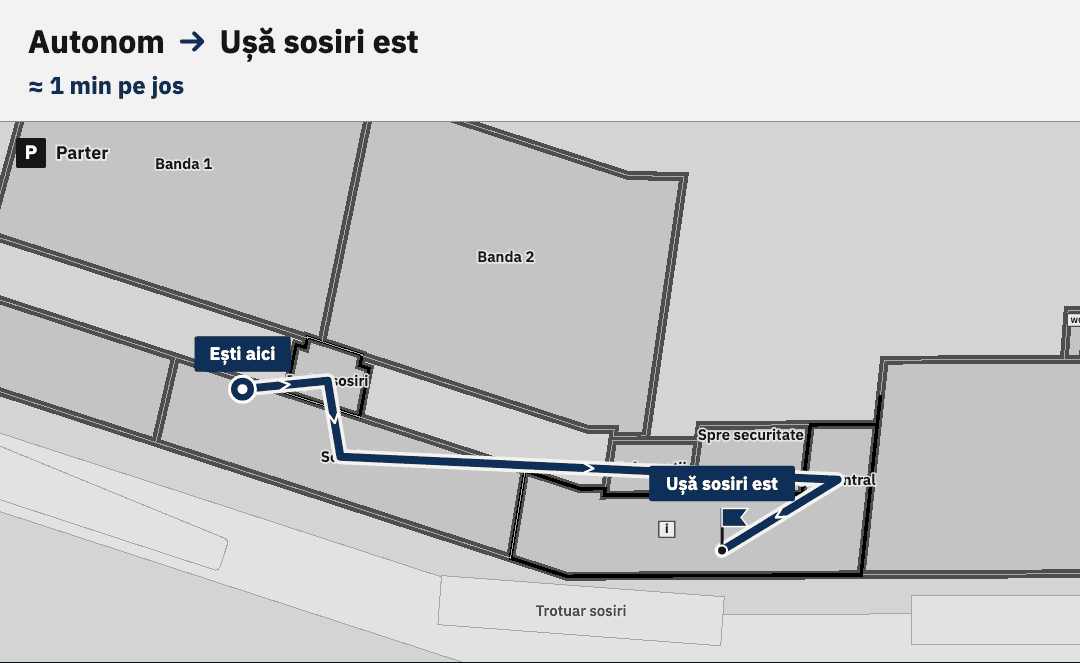 Autonom → Ușă sosiri est
≈ 1 min pe jos
P Parter
Banda 1
Banda 2
Ești aici
sosiri
Spre securitate
Ușă sosiri est
i
Trotuar sosiri